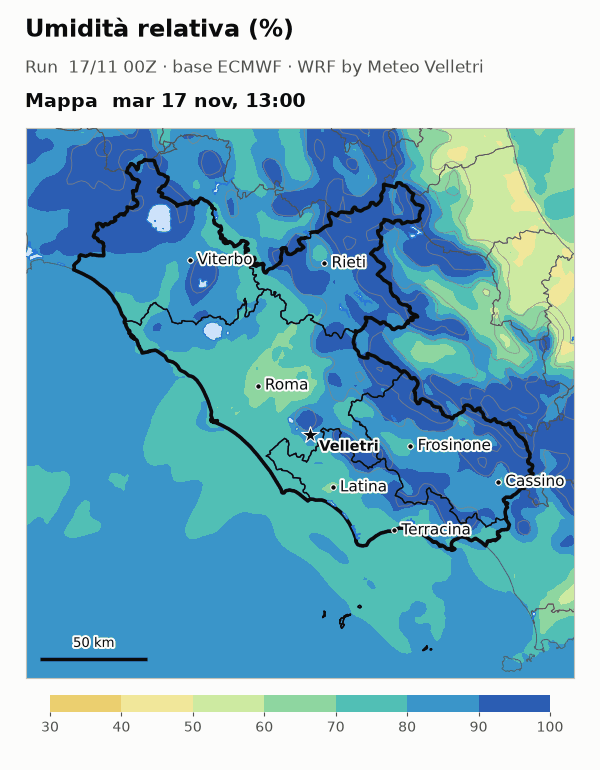 Umidità relativa (%)
Run  17/11 00Z · base ECMWF · WRF by Meteo Velletri
Mappa  mar 17 nov, 13:00
Viterbo
Rieti
Roma
Velletri
Frosinone
Cassino
Latina
Terracina
50 km
30 40 50 60 70 80 90 100